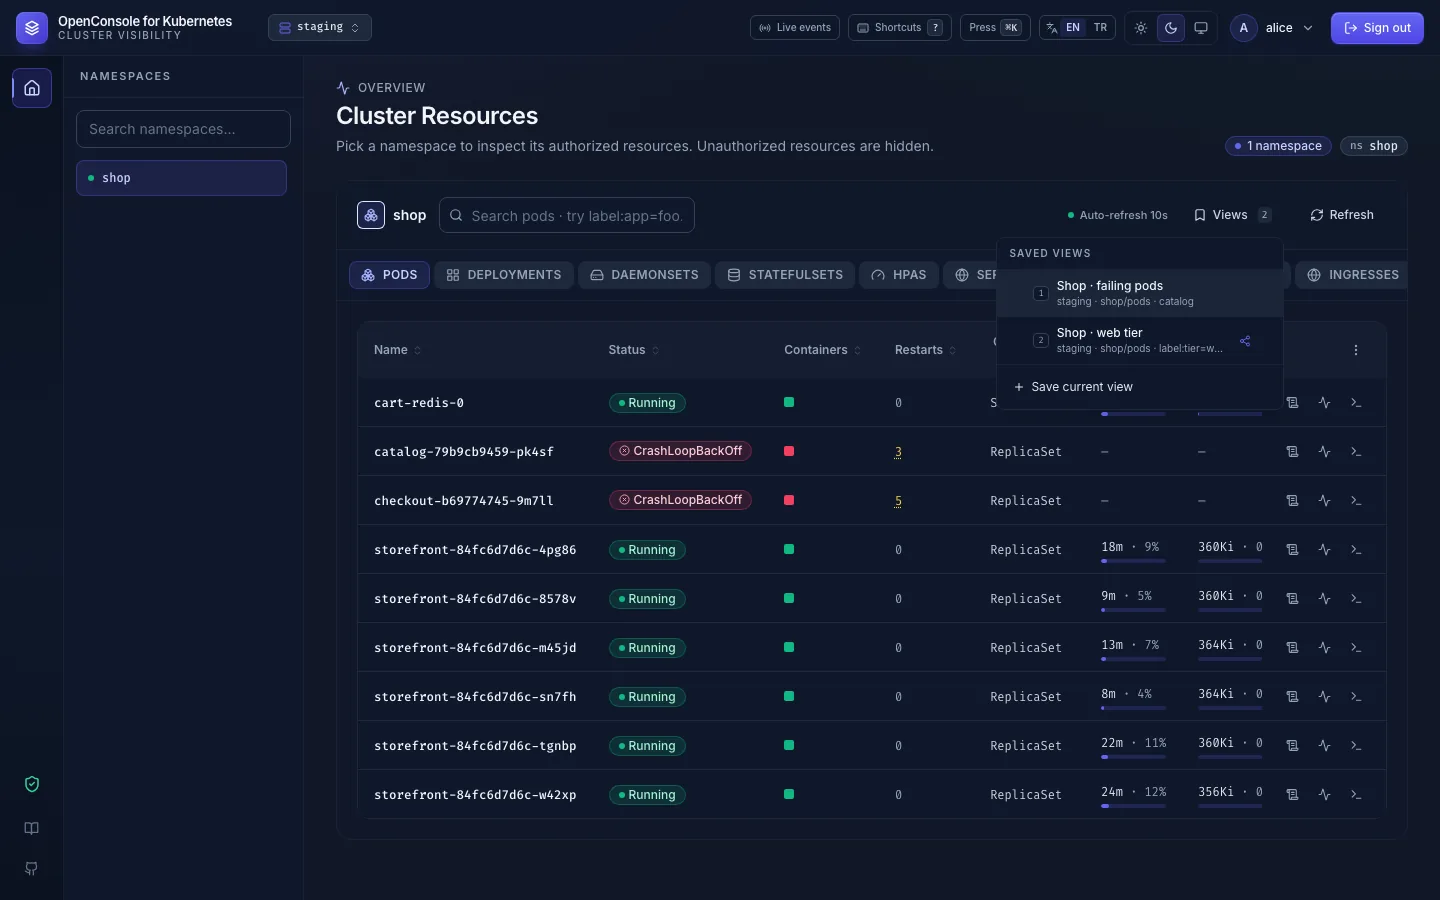 OpenConsole for Kubernetes
CLUSTER VISIBILITY
staging
Live events
Shortcuts ?
Press ⌘K
EN TR
A alice
Sign out
NAMESPACES
Search namespaces...
shop
OVERVIEW
Cluster Resources
Pick a namespace to inspect its authorized resources. Unauthorized resources are hidden.
1 namespace
ns shop
shop
Search pods · try label:app=foo.
Auto-refresh 10s
Views 2
Refresh
PODS DEPLOYMENTS DAEMONSETS STATEFULSETS HPAS SER INGRESSES
SAVED VIEWS
1 Shop · failing pods
staging · shop/pods · catalog
2 Shop · web tier
staging · shop/pods · label:tier=w...
+ Save current view
Name Status Containers Restarts
cart-redis-0 Running 0 S
catalog-79b9cb9459-pk4sf CrashLoopBackOff 3 ReplicaSet — —
checkout-b69774745-9m7ll CrashLoopBackOff 5 ReplicaSet — —
storefront-84fc6d7d6c-4pg86 Running 0 ReplicaSet 18m · 9% 360Ki · 0
storefront-84fc6d7d6c-8578v Running 0 ReplicaSet 9m · 5% 360Ki · 0
storefront-84fc6d7d6c-m45jd Running 0 ReplicaSet 13m · 7% 364Ki · 0
storefront-84fc6d7d6c-sn7fh Running 0 ReplicaSet 8m · 4% 364Ki · 0
storefront-84fc6d7d6c-tgnbp Running 0 ReplicaSet 22m · 11% 360Ki · 0
storefront-84fc6d7d6c-w42xp Running 0 ReplicaSet 24m · 12% 356Ki · 0